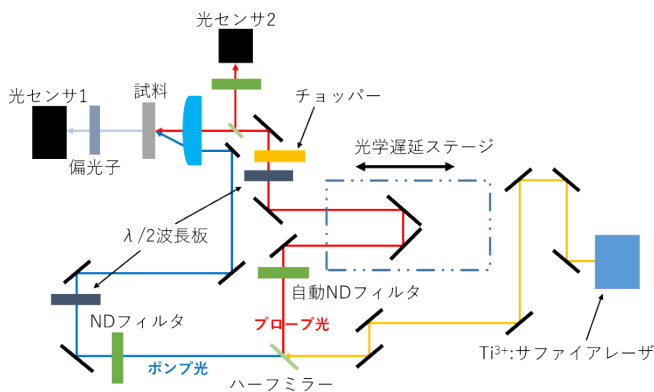 光センサ2
光センサ1
試料
チョッパー
光学遅延ステージ
偏光子
λ/2波長板
自動NDフィルタ
NDフィルタ
プローブ光
Ti³⁺:サファイアレーザ
ポンプ光
ハーフミラー